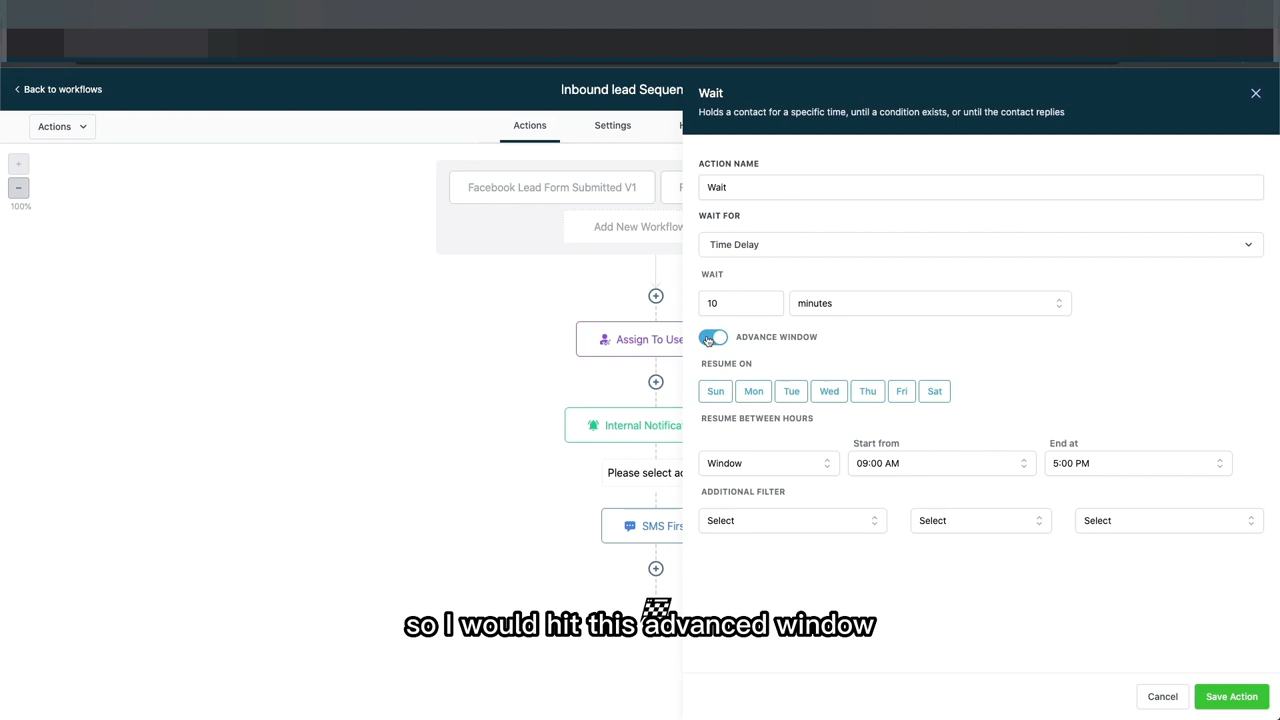 Back to workflows
Inbound lead Sequen
Actions
Actions
Settings
100%
Facebook Lead Form Submitted V1
Add New Workflow
Assign To Use
Internal Notificat
Please select ac
SMS Firs
Wait
Holds a contact for a specific time, until a condition exists, or until the contact replies
ACTION NAME
Wait
WAIT FOR
Time Delay
WAIT
10 minutes
ADVANCE WINDOW
RESUME ON
Sun Mon Tue Wed Thu Fri Sat
RESUME BETWEEN HOURS
Start from End at
Window 09:00 AM 5:00 PM
ADDITIONAL FILTER
Select Select Select
so I would hit this advanced window
Cancel Save Action